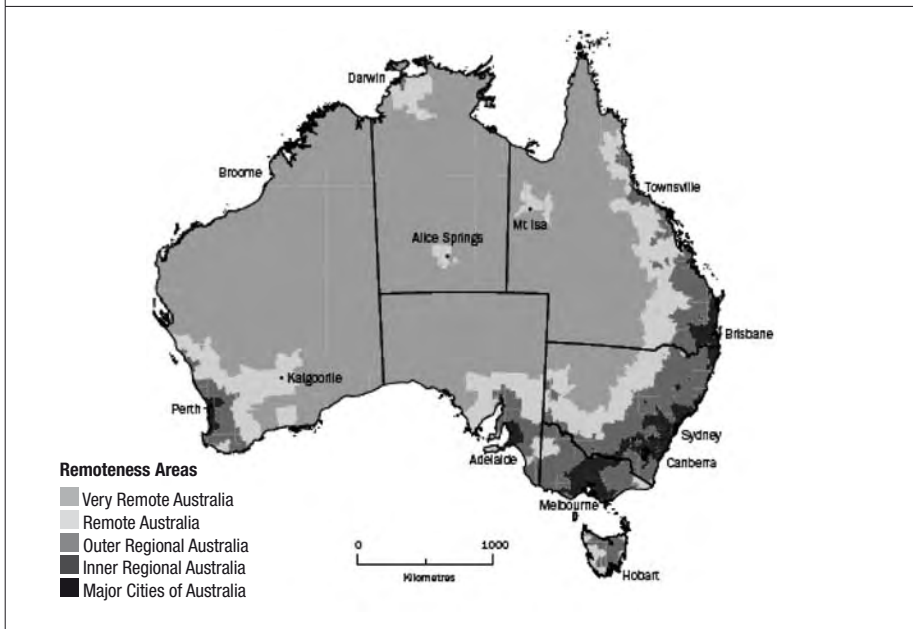 Darwin
Broome
Townsville
Mt Isa
Alice Springs
Brisbane
Kalgoorlie
Perth
Sydney
Adelaide
Canberra
Melbourne
Hobart
Remoteness Areas
Very Remote Australia
Remote Australia
Outer Regional Australia
Inner Regional Australia
Major Cities of Australia
0 1000
Kilometres